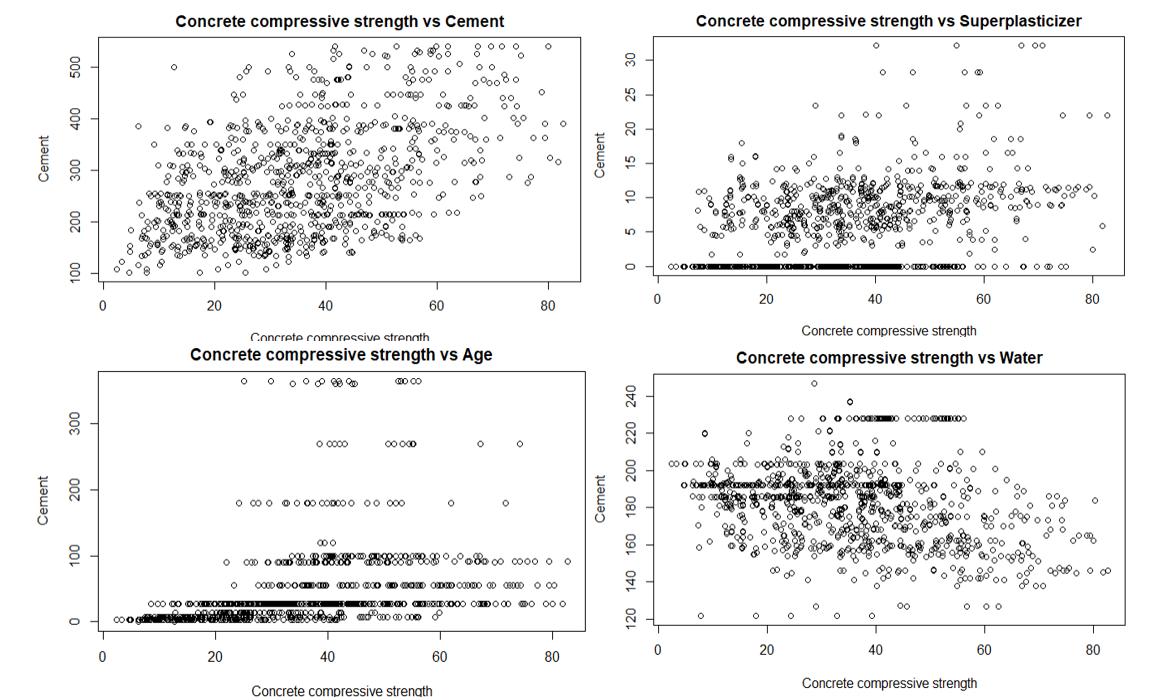 Concrete compressive strength vs Cement
Cement
100 200 300 400 500
0 20 40 60 80
Concrete compressive strength
Concrete compressive strength vs Superplasticizer
Cement
0 5 10 15 20 25 30
0 20 40 60 80
Concrete compressive strength
Concrete compressive strength vs Age
Cement
0 100 200 300
0 20 40 60 80
Concrete compressive strength
Concrete compressive strength vs Water
Cement
120 140 160 180 200 220 240
0 20 40 60 80
Concrete compressive strength